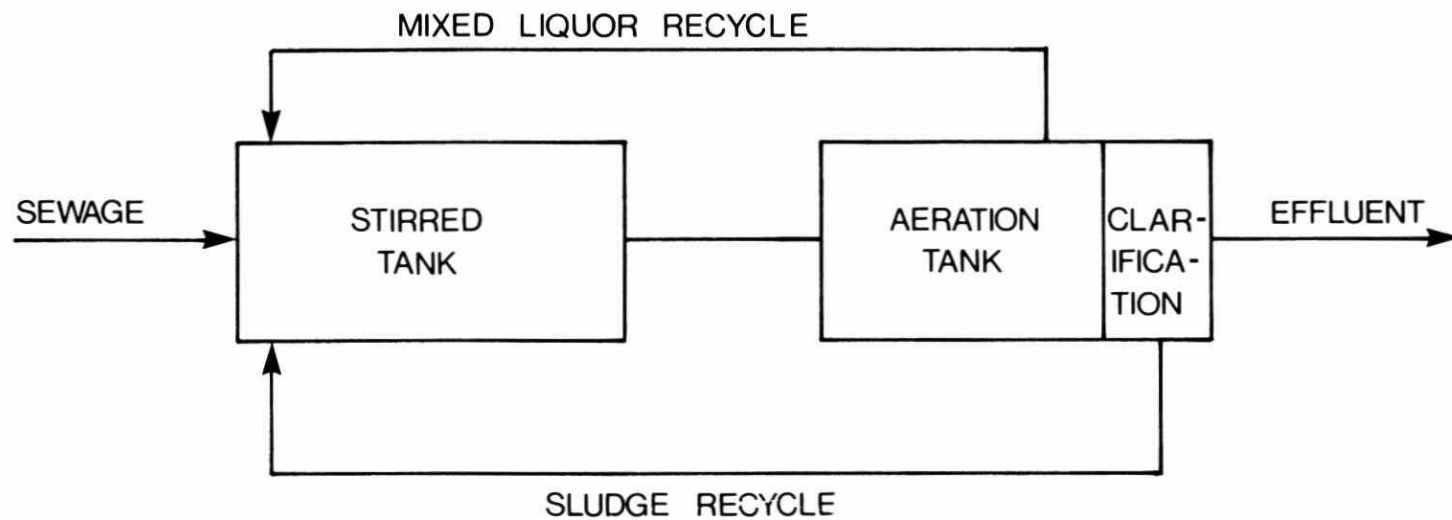 MIXED LIQUOR RECYCLE
SEWAGE
STIRRED
TANK
AERATION
TANK
CLAR-
IFICA-
TION
EFFLUENT
SLUDGE RECYCLE